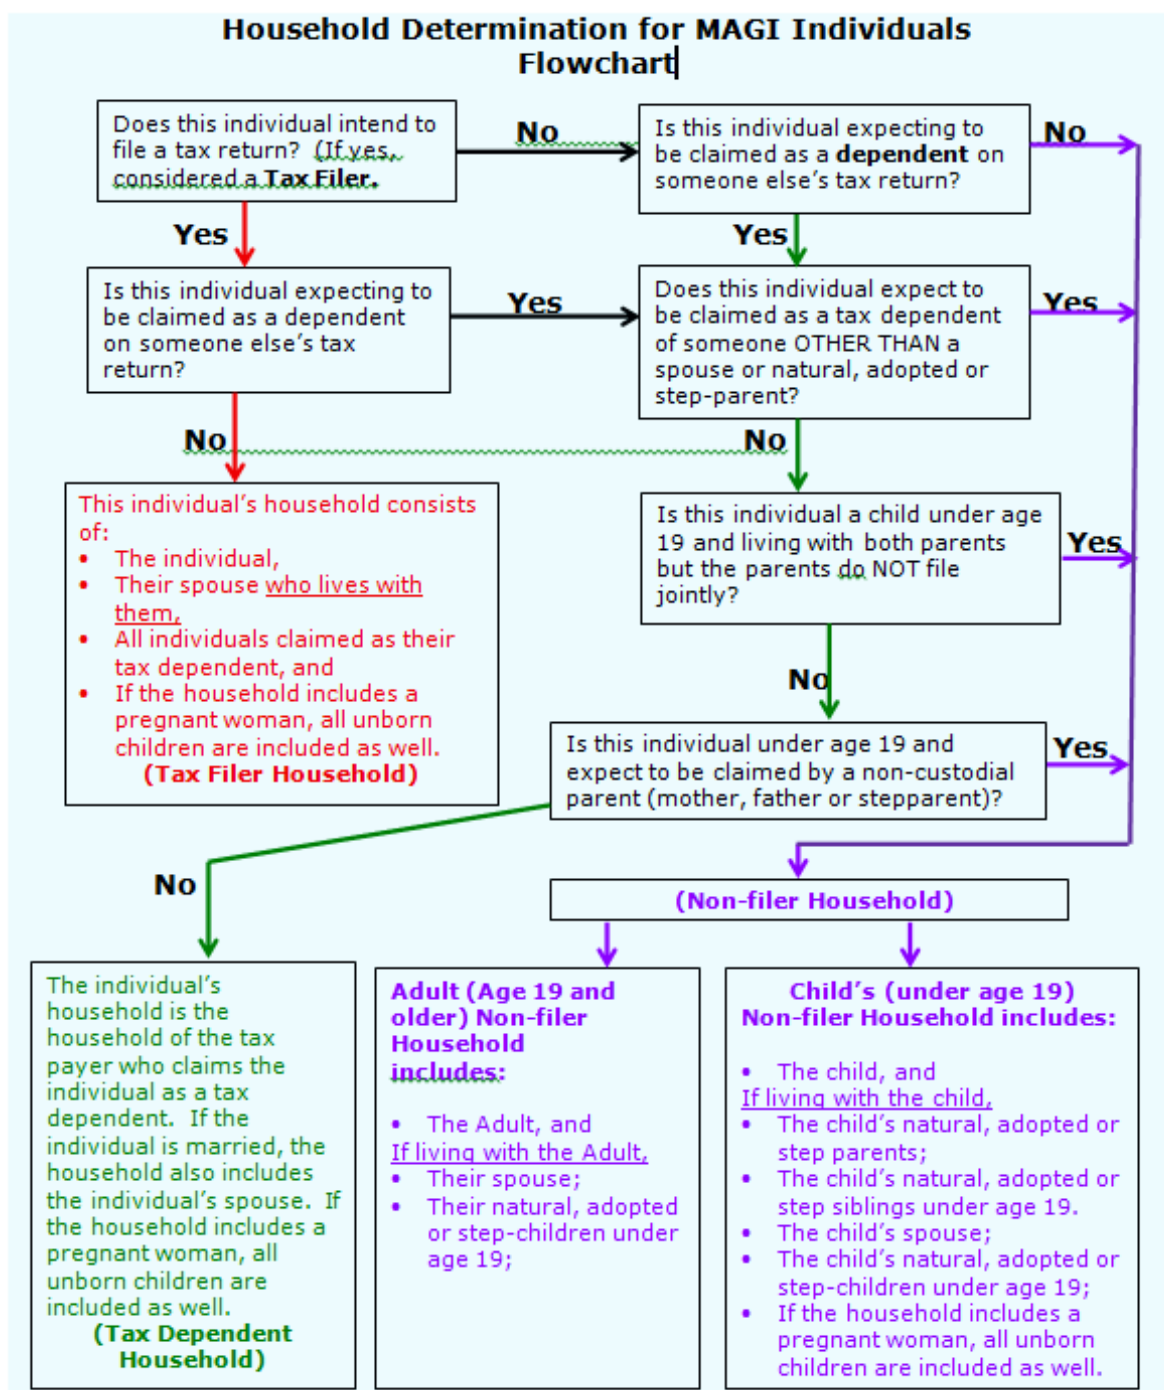 Household Determination for MAGI Individuals
Flowchart
Does this individual intend to
file a tax return?  (If yes,
considered a Tax Filer.
No
Is this individual expecting to
be claimed as a dependent on
someone else's tax return?
No
Yes
Yes
Is this individual expecting to
be claimed as a dependent
on someone else's tax
return?
Yes
Does this individual expect to
be claimed as a tax dependent
of someone OTHER THAN a
spouse or natural, adopted or
step-parent?
Yes
No
No
This individual's household consists
of:
• The individual,
• Their spouse who lives with
them,
• All individuals claimed as their
tax dependent, and
• If the household includes a
pregnant woman, all unborn
children are included as well.
(Tax Filer Household)
Is this individual a child under age
19 and living with both parents
but the parents do NOT file
jointly?
Yes
No
Is this individual under age 19 and
expect to be claimed by a non-custodial
parent (mother, father or stepparent)?
Yes
No
(Non-filer Household)
The individual's
household is the
household of the tax
payer who claims the
individual as a tax
dependent.  If the
individual is married, the
household also includes
the individual's spouse.  If
the household includes a
pregnant woman, all
unborn children are
included as well.
(Tax Dependent
Household)
Adult (Age 19 and
older) Non-filer
Household
includes:
• The Adult, and
If living with the Adult,
• Their spouse;
• Their natural, adopted
or step-children under
age 19;
Child's (under age 19)
Non-filer Household includes:
• The child, and
If living with the child,
• The child's natural, adopted or
step parents;
• The child's natural, adopted or
step siblings under age 19.
• The child's spouse;
• The child's natural, adopted or
step-children under age 19;
• If the household includes a
pregnant woman, all unborn
children are included as well.